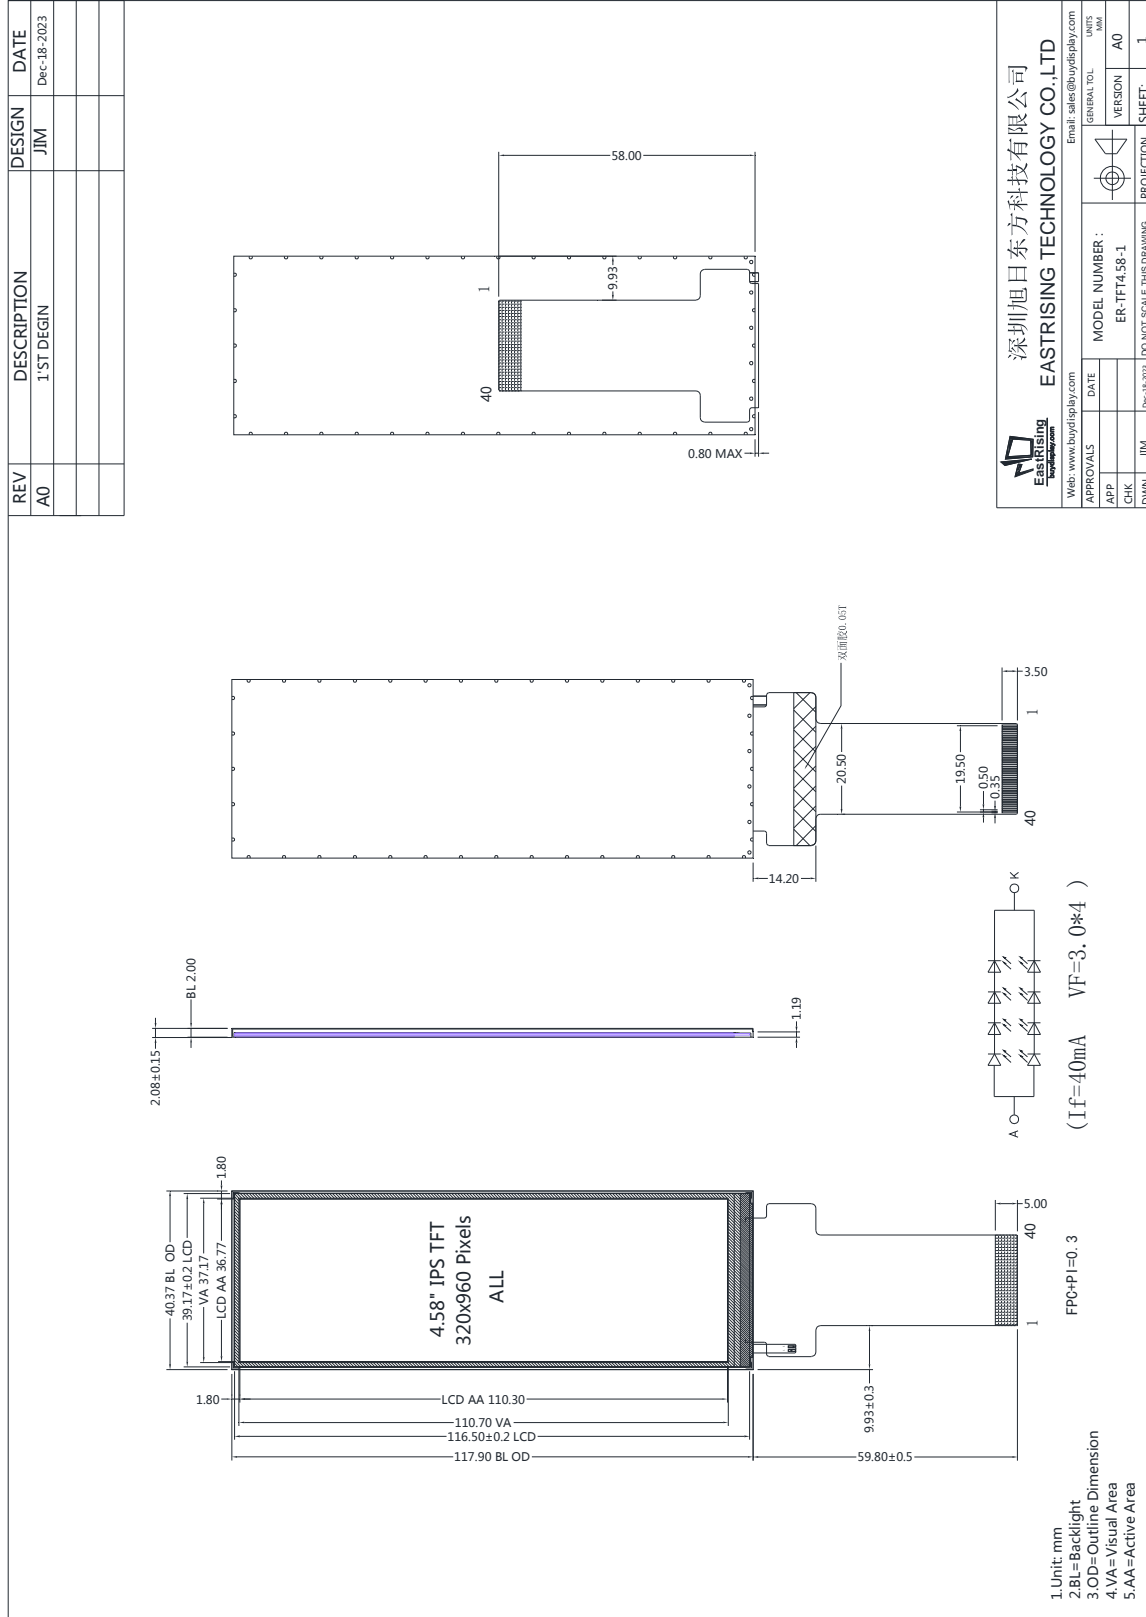 REV DESCRIPTION DESIGN DATE
A0 1'ST DEGIN JIM Dec-18-2023
1.80
40.37 BL OD
39.17±0.2 LCD
VA 37.17
LCD AA 36.77
1.80
LCD AA 110.30
110.70 VA
116.50±0.2 LCD
117.90 BL OD
4.58" IPS TFT
320x960 Pixels
ALL
59.80±0.5
9.93±0.3
5.00
1
40
FPC+PI=0.3
2.08±0.15
BL 2.00
1.19
A
K
(If=40mA VF=3.0*4 )
14.20
双面胶0.05T
20.50
19.50
0.50
0.35
3.50
40
1
58.00
9.93
0.80 MAX
40
1
1.Unit: mm
2.BL=Backlight
3.OD=Outline Dimension
4.VA=Visual Area
5.AA=Active Area
深圳旭日东方科技有限公司
EastRising
buydisplay.com
EASTRISING TECHNOLOGY CO.,LTD
Web: www.buydisplay.com Email: sales@buydisplay.com
APPROVALS DATE
MODEL NUMBER :
ER-TFT4.58-1
GENERAL TOL. UNITS
MM
APP
CHK
VERSION A0
DWN JIM Dec-18-2023 DO NOT SCALE THIS DRAWING PROJECTION SHEET: 1